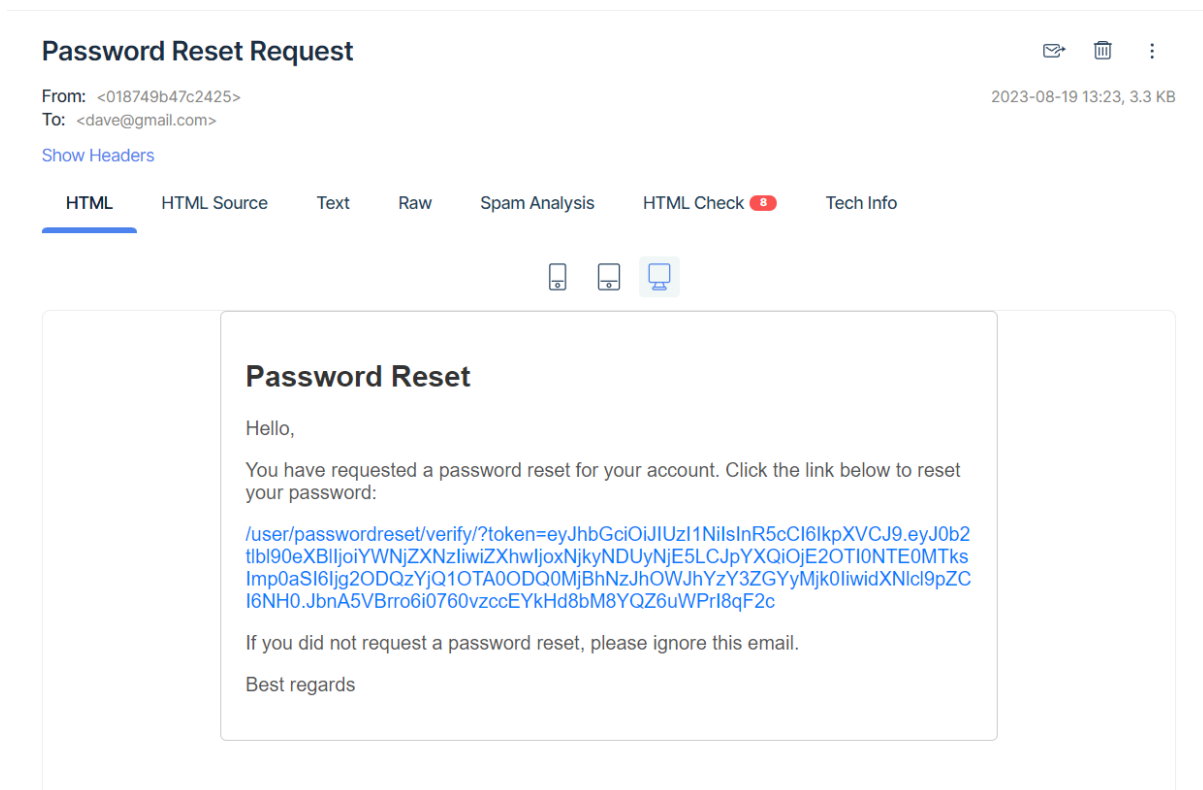 Password Reset Request
From: <018749b47c2425>
2023-08-19 13:23, 3.3 KB
To: <dave@gmail.com>
Show Headers
HTML HTML Source Text Raw Spam Analysis HTML Check 8 Tech Info
Password Reset
Hello,
You have requested a password reset for your account. Click the link below to reset
your password:
/user/passwordreset/verify/?token=eyJhbGciOiJIUzI1NiIsInR5cCI6IkpXVCJ9.eyJ0b2
tlbl90eXBlIjoiYWNjZXNzIiwiZXhwIjoxNjkyNDUyNjE5LCJpYXQiOjE2OTI0NTE0MTks
Imp0aSI6Ijg2ODQzYjQ1OTA0ODQ0MjBhNzJhOWJhYzY3ZGYyMjk0IiwidXNlcl9pZC
I6NH0.JbnA5VBrro6i0760vzccEYkHd8bM8YQZ6uWPrI8qF2c
If you did not request a password reset, please ignore this email.
Best regards